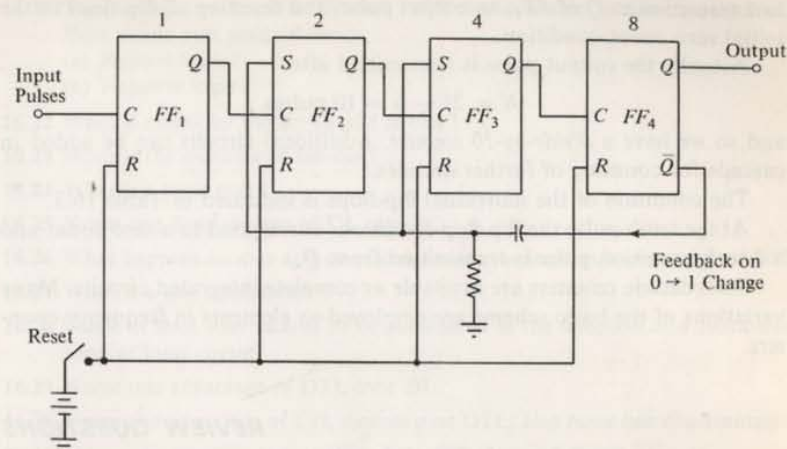 1 2 4 8
Input
Pulses
Q S Q S Q Q Output
C FF₁ C FF₂ C FF₃ C FF₄
R R R R Q̅
Feedback on
0 → 1 Change
Reset